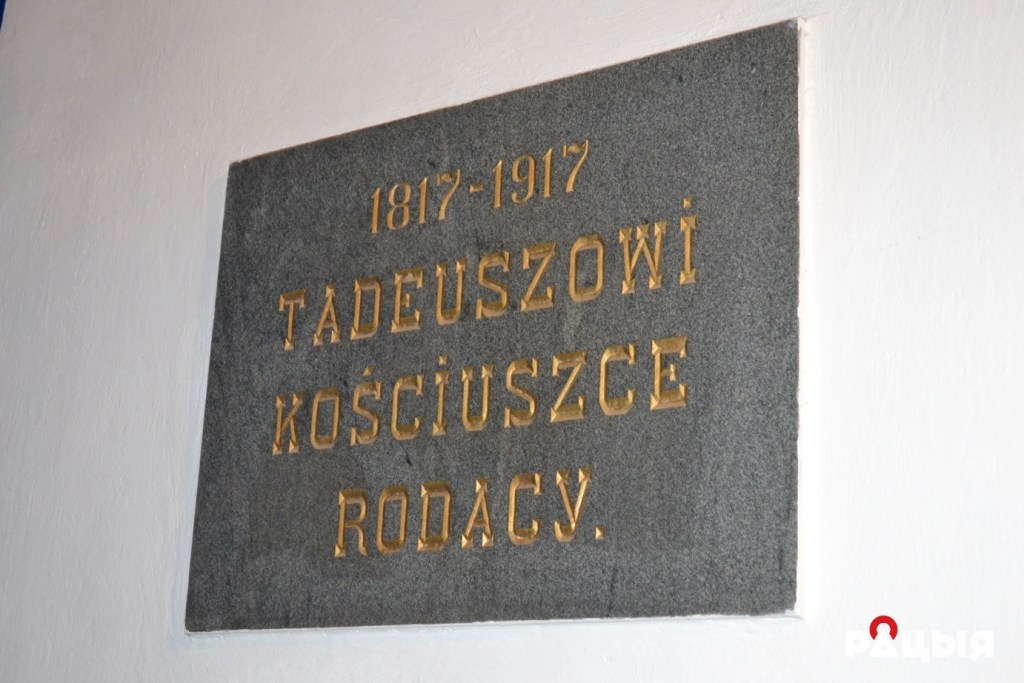 1817-1917
TADEUSZOWI
KOŚCIUSZCE
RODACY.
РАЦЫЯ